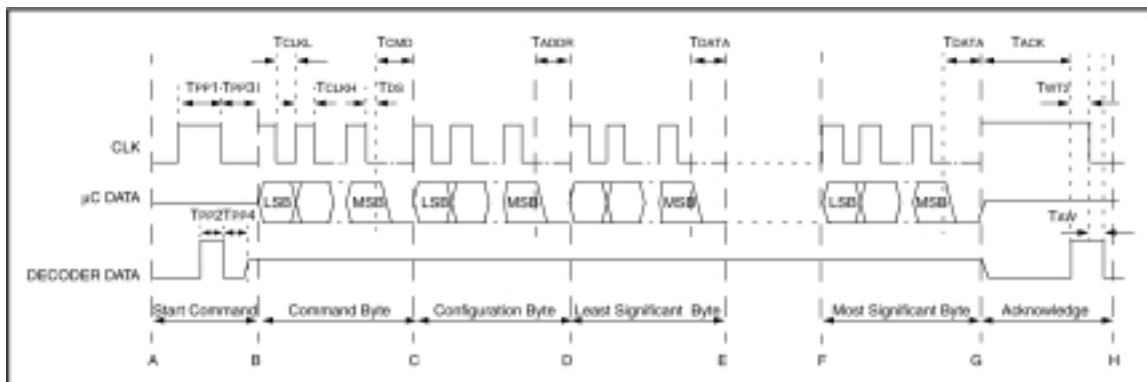 TCLKL TCMD TADDR TDATA TDATA TACK
TPP1 TPP3 TCLKH TDS TWT2
CLK
µC DATA LSB MSB LSB MSB MSB LSB MSB
TPP2 TPP4 TAW
DECODER DATA
Start Command Command Byte Configuration Byte Least Significant Byte Most Significant Byte Acknowledge
A B C D E F G H